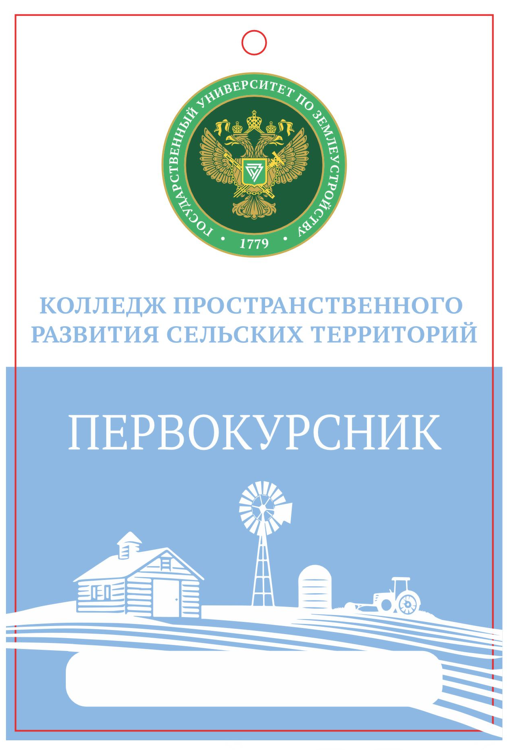 ГОСУДАРСТВЕННЫЙ УНИВЕРСИТЕТ ПО ЗЕМЛЕУСТРОЙСТВУ
• 1779 •
КОЛЛЕДЖ ПРОСТРАНСТВЕННОГО
РАЗВИТИЯ СЕЛЬСКИХ ТЕРРИТОРИЙ
ПЕРВОКУРСНИК